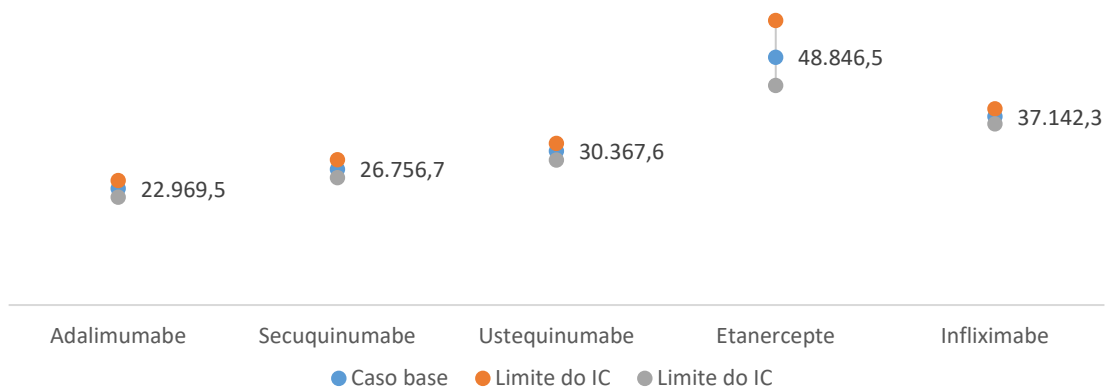 48.846,5
37.142,3
30.367,6
26.756,7
22.969,5
Adalimumabe Secuquinumabe Ustequinumabe Etanercepte Infliximabe
Caso base Limite do IC Limite do IC